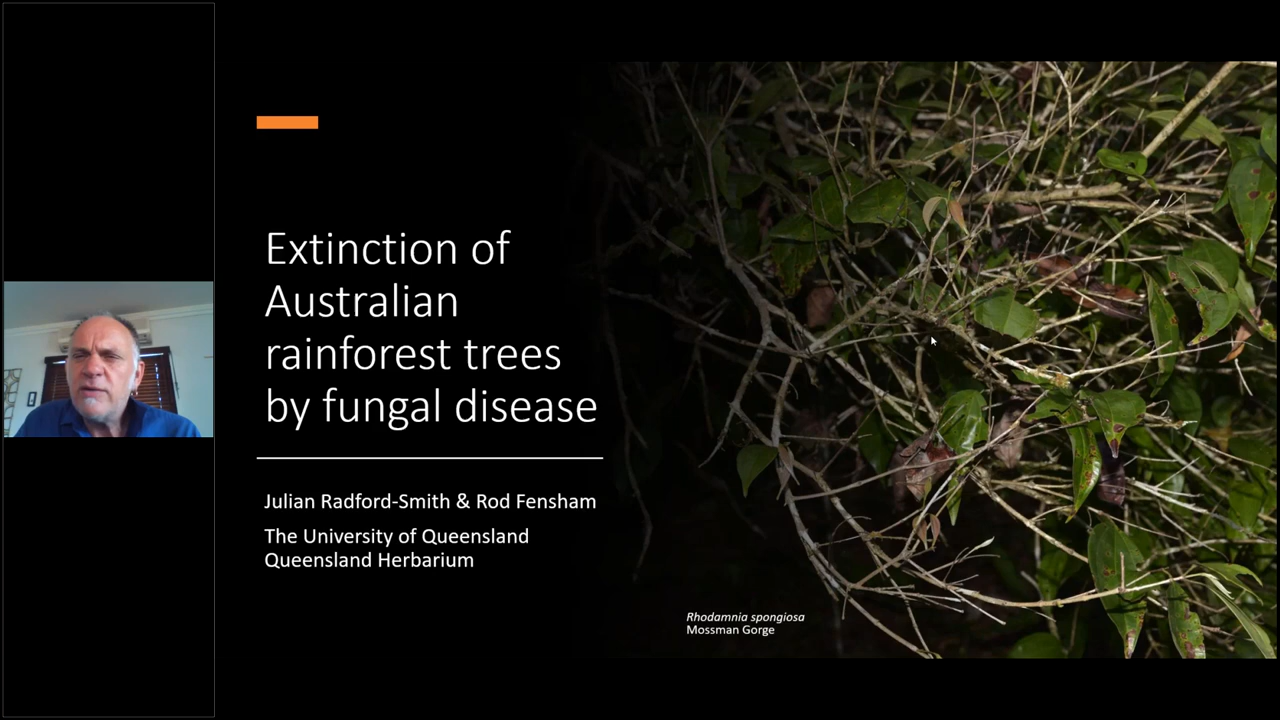 Extinction of
Australian
rainforest trees
by fungal disease
Julian Radford-Smith & Rod Fensham
The University of Queensland
Queensland Herbarium
Rhodamnia spongiosa
Mossman Gorge